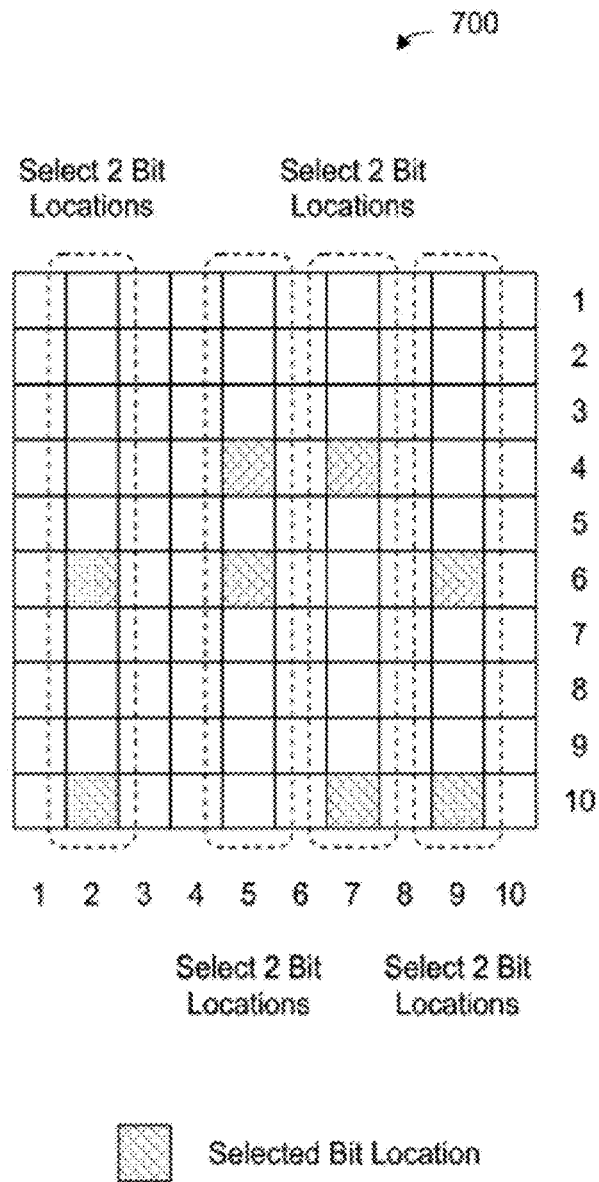 700
Select 2 Bit Select 2 Bit
Locations Locations
1
2
3
4
5
6
7
8
9
10
1 2 3 4 5 6 7 8 9 10
Select 2 Bit Select 2 Bit
Locations Locations
Selected Bit Location